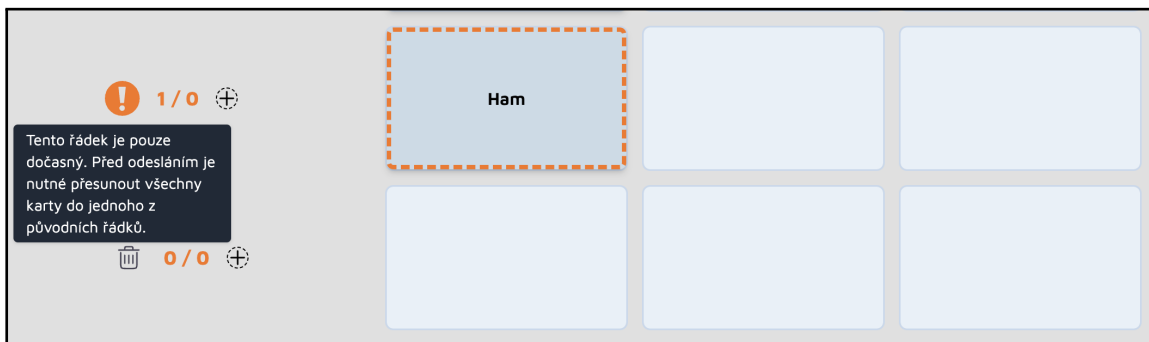 ! 1 / 0 +
Ham
Tento řádek je pouze
dočasný. Před odesláním je
nutné přesunout všechny
karty do jednoho z
původních řádků.
0 / 0 +